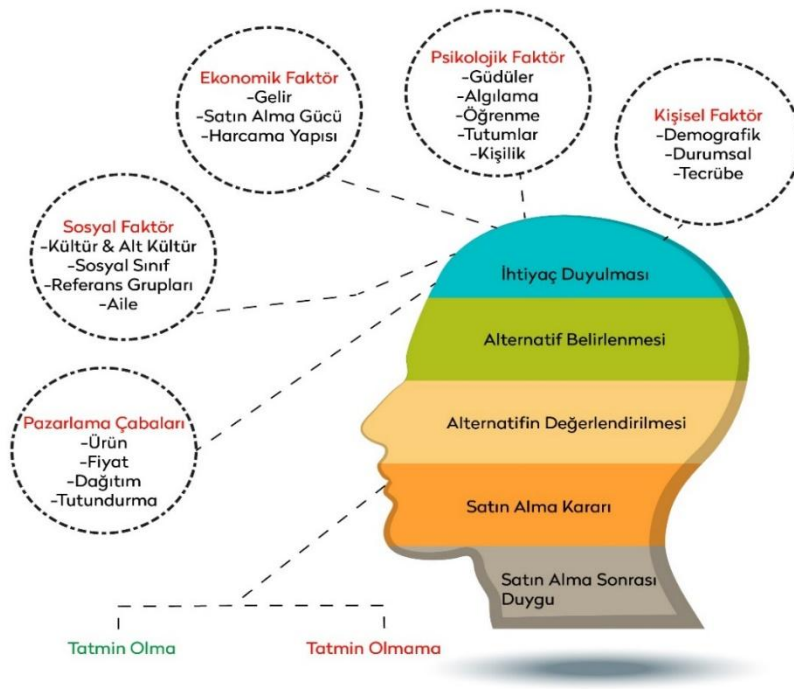 Ekonomik Faktör
-Gelir
-Satın Alma Gücü
-Harcama Yapısı
Psikolojik Faktör
-Güdüler
-Algılama
-Öğrenme
-Tutumlar
-Kişilik
Kişisel Faktör
-Demografik
-Durumsal
-Tecrübe
Sosyal Faktör
-Kültür & Alt Kültür
-Sosyal Sınıf
-Referans Grupları
-Aile
Pazarlama Çabaları
-Ürün
-Fiyat
-Dağıtım
-Tutundurma
İhtiyaç Duyulması
Alternatif Belirlenmesi
Alternatifin Değerlendirilmesi
Satın Alma Kararı
Satın Alma Sonrası
Duygu
Tatmin Olma
Tatmin Olmama